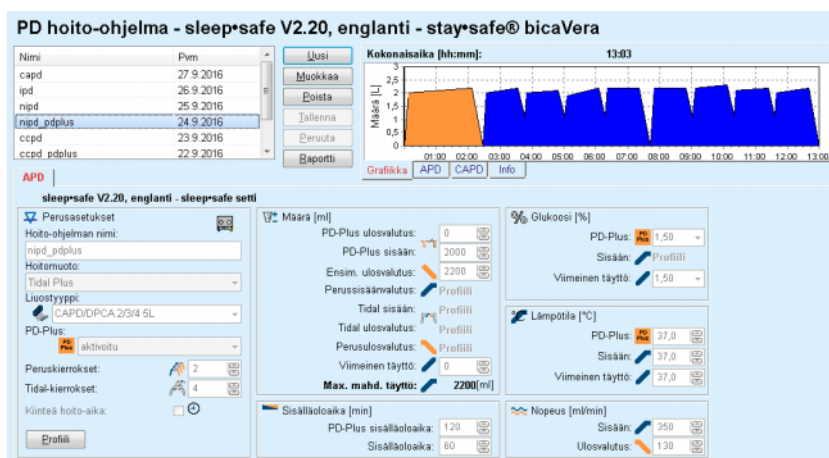 PD hoito-ohjelma - sleep•safe V2.20, englanti - stay•safe® bicaVera
Nimi Pvm
capd 27.9.2016
ipd 26.9.2016
nipd 25.9.2016
nipd_pdplus 24.9.2016
ccpd 23.9.2016
ccpd_pdplus 22.9.2016
Uusi
Muokkaa
Poista
Tallenna
Peruuta
Raportti
Kokonaisaika [hh:mm]: 13:03
Määrä [L]
3
2,5
2
1,5
1
0,5
0
01:00 02:00 03:00 04:00 05:00 06:00 07:00 08:00 09:00 10:00 11:00 12:00 13:00
Grafiikka APD CAPD Info
APD
sleep•safe V2.20, englanti - sleep•safe setti
Perusasetukset
Hoito-ohjelman nimi:
nipd_pdplus
Hoitomuoto:
Tidal Plus
Liuostyyppi:
CAPD/DPCA 2/3/4 5L
PD-Plus:
PD Plus aktivoitu
Peruskierrokset: 2
Tidal-kierrokset: 4
Kiinteä hoito-aika:
Profiili
Määrä [ml]
PD-Plus ulosvalutus: 0
PD-Plus sisään: 2000
Ensim. ulosvalutus: 2200
Perussisäänvalutus: Profiili
Tidal sisään: Profiili
Tidal ulosvalutus: Profiili
Perusulosvalutus: Profiili
Viimeinen täyttö: 0
Max. mahd. täyttö: 2200[ml]
Sisälläoloaika [min]
PD-Plus sisälläoloaika: 120
Sisälläoloaika: 60
Glukoosi [%]
PD-Plus: PD Plus 1,50
Sisään: Profiili
Viimeinen täyttö: 1,50
Lämpötila [°C]
PD-Plus: PD Plus 37,0
Sisään: 37,0
Viimeinen täyttö: 37,0
Nopeus [ml/min]
Sisään: 350
Ulosvalutus: 130